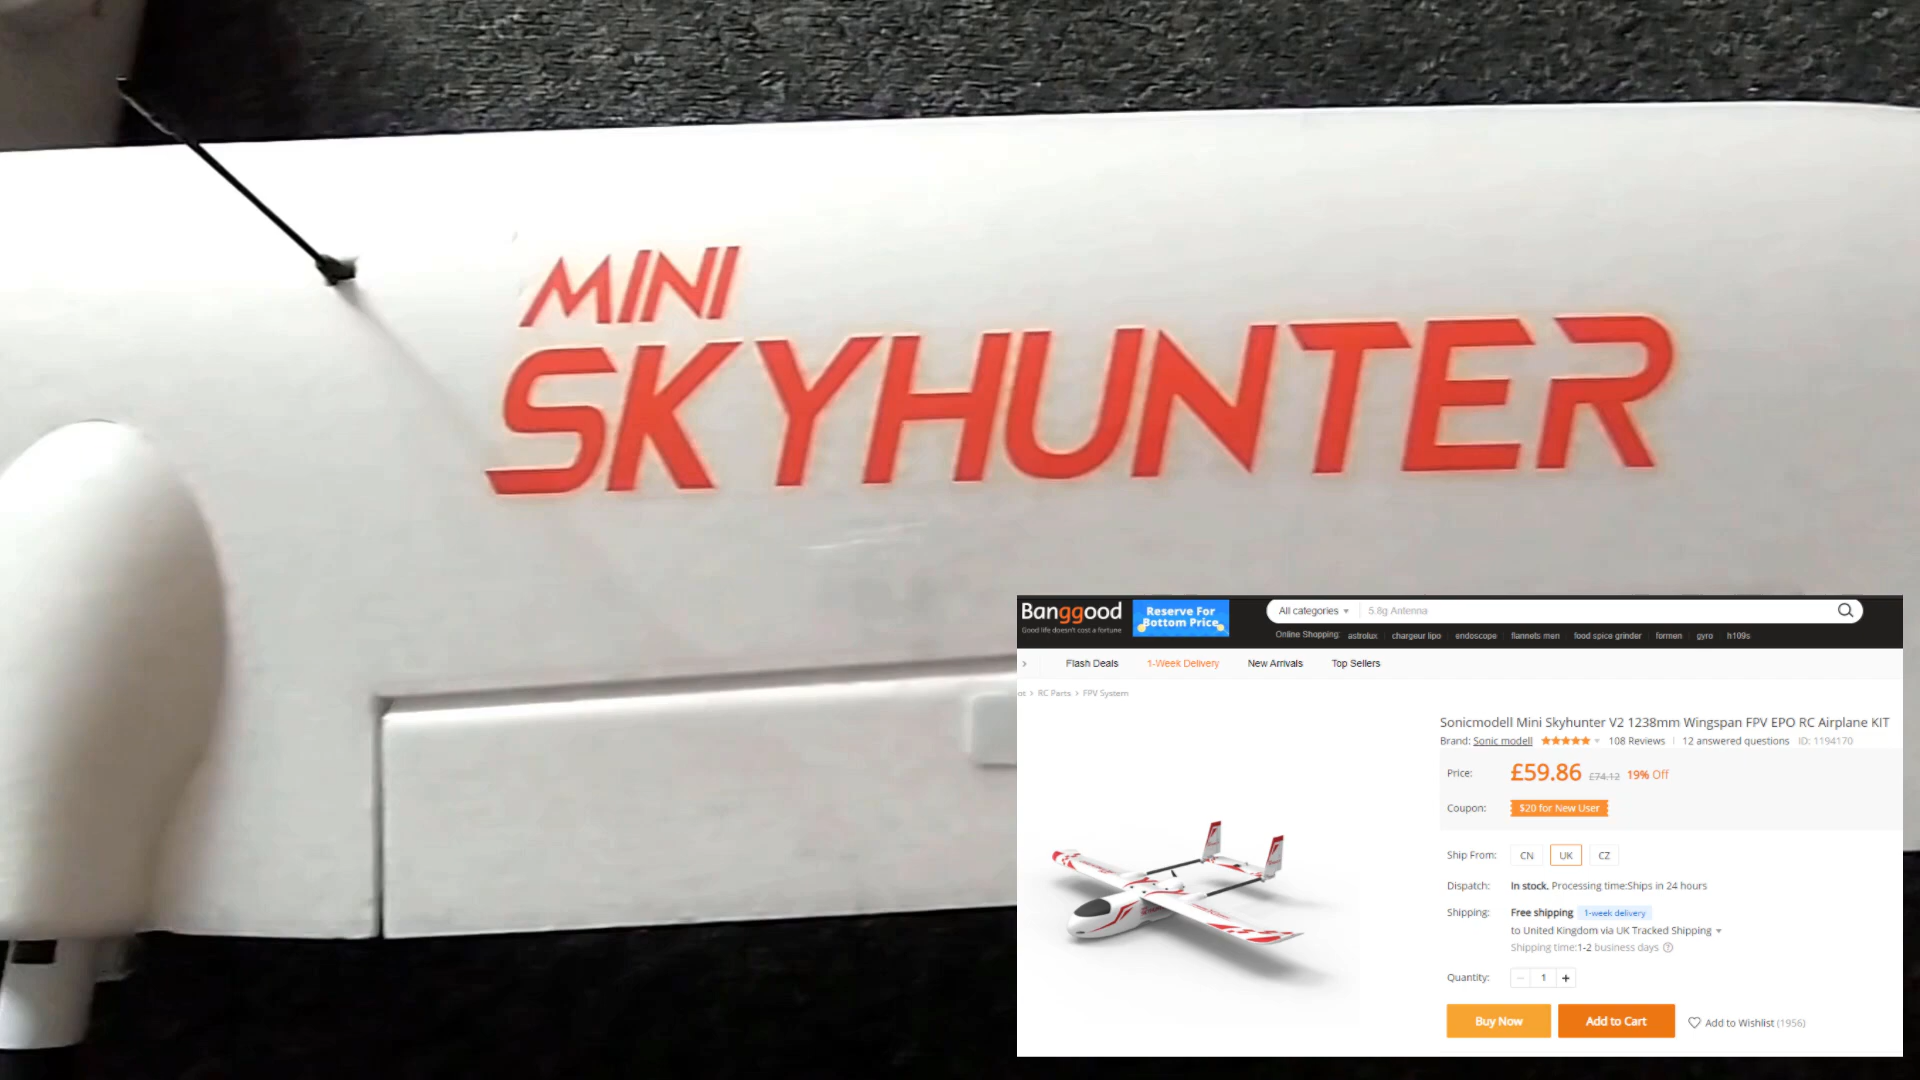 MINI
SKYHUNTER
Banggood
Good life doesn't cost a fortune
Reserve For
Bottom Price
All categories
5.8g Antenna
Online Shopping: astrolux chargeur lipo endoscope flannels men food spice grinder formen gyro h109s
> Flash Deals 1-Week Delivery New Arrivals Top Sellers
ot > RC Parts > FPV System
Sonicmodell Mini Skyhunter V2 1238mm Wingspan FPV EPO RC Airplane KIT
Brand: Sonic modell 108 Reviews | 12 answered questions ID: 1194170
Price: £59.86 £74.12 19% Off
Coupon: $20 for New User
Ship From: CN UK CZ
Dispatch: In stock. Processing time:Ships in 24 hours
Shipping: Free shipping 1-week delivery
to United Kingdom via UK Tracked Shipping
Shipping time:1-2 business days ?
Quantity: − 1 +
Buy Now Add to Cart Add to Wishlist (1956)